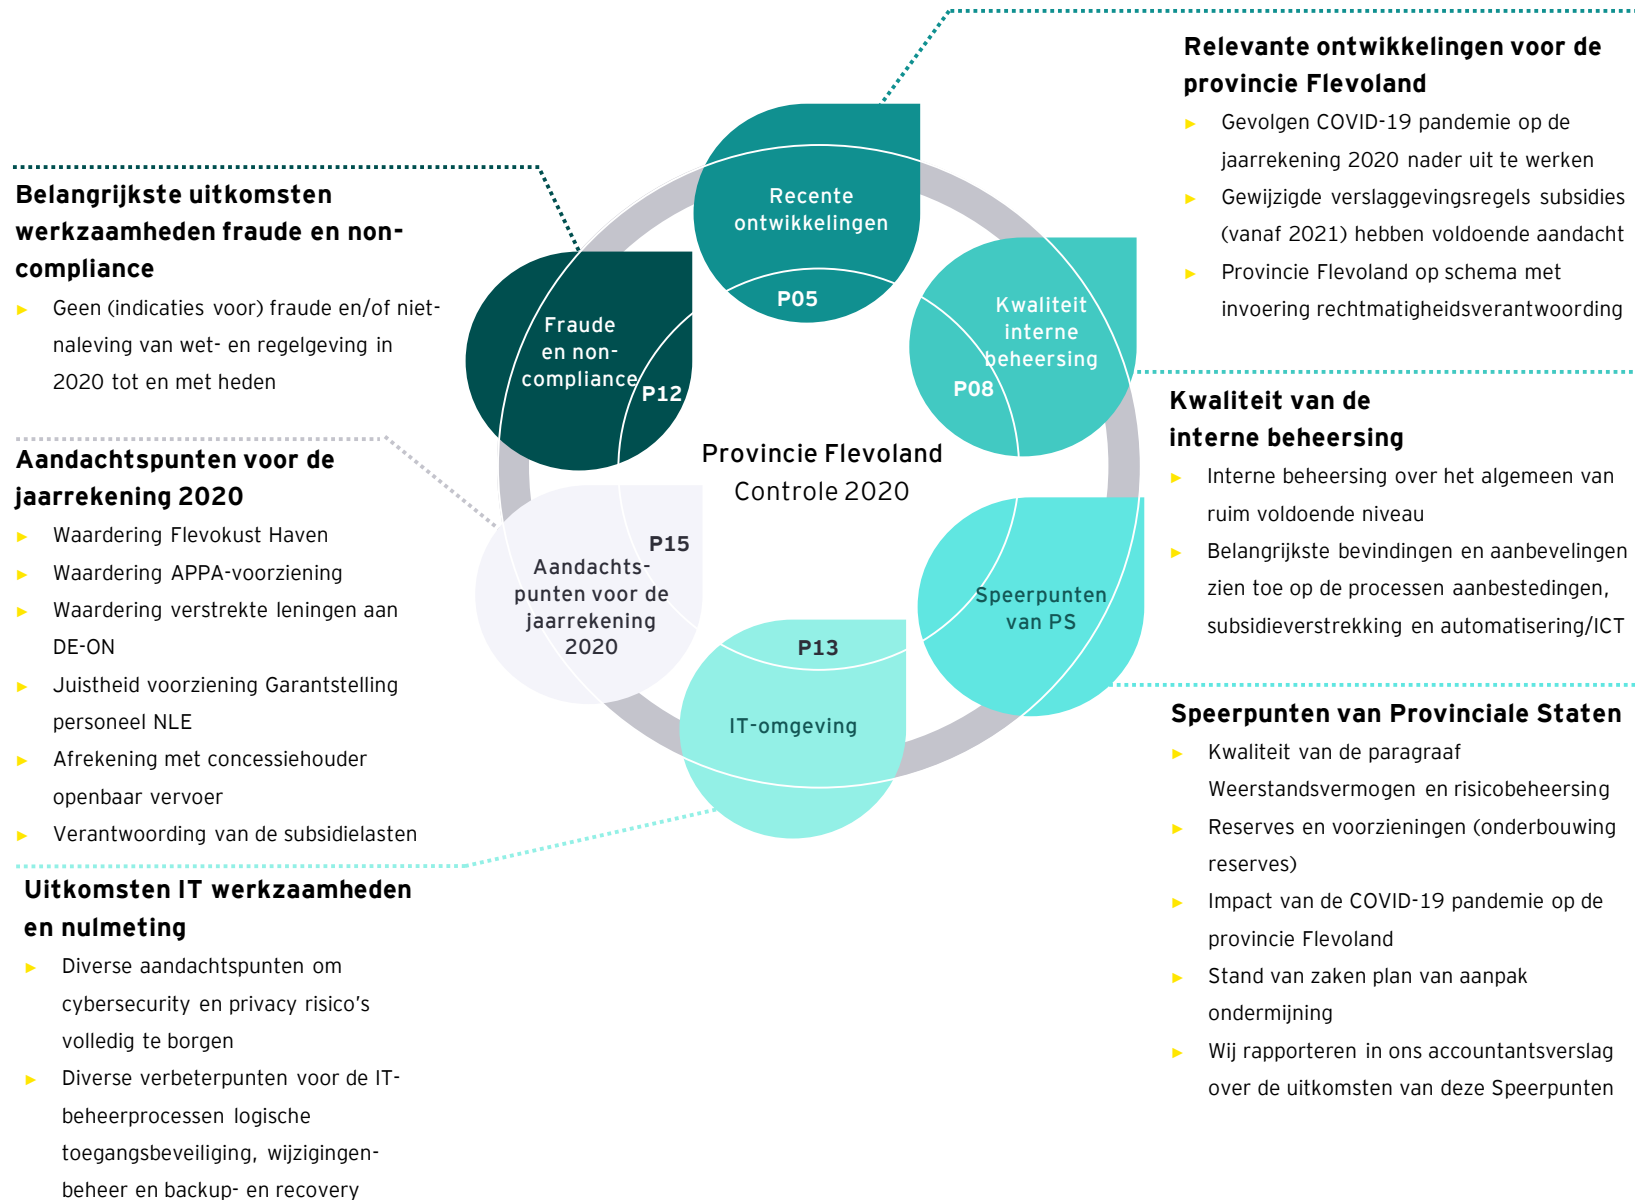 Relevante ontwikkelingen voor de
provincie Flevoland
► Gevolgen COVID-19 pandemie op de
jaarrekening 2020 nader uit te werken
► Gewijzigde verslaggevingsregels subsidies
(vanaf 2021) hebben voldoende aandacht
► Provincie Flevoland op schema met
invoering rechtmatigheidsverantwoording
Kwaliteit van de
interne beheersing
► Interne beheersing over het algemeen van
ruim voldoende niveau
► Belangrijkste bevindingen en aanbevelingen
zien toe op de processen aanbestedingen,
subsidieverstrekking en automatisering/ICT
Speerpunten van Provinciale Staten
► Kwaliteit van de paragraaf
Weerstandsvermogen en risicobeheersing
► Reserves en voorzieningen (onderbouwing
reserves)
► Impact van de COVID-19 pandemie op de
provincie Flevoland
► Stand van zaken plan van aanpak
ondermijning
► Wij rapporteren in ons accountantsverslag
over de uitkomsten van deze Speerpunten
Belangrijkste uitkomsten
werkzaamheden fraude en non-
compliance
► Geen (indicaties voor) fraude en/of niet-
naleving van wet- en regelgeving in
2020 tot en met heden
Aandachtspunten voor de
jaarrekening 2020
► Waardering Flevokust Haven
► Waardering APPA-voorziening
► Waardering verstrekte leningen aan
DE-ON
► Juistheid voorziening Garantstelling
personeel NLE
► Afrekening met concessiehouder
openbaar vervoer
► Verantwoording van de subsidielasten
Uitkomsten IT werkzaamheden
en nulmeting
► Diverse aandachtspunten om
cybersecurity en privacy risico's
volledig te borgen
► Diverse verbeterpunten voor de IT-
beheerprocessen logische
toegangsbeveiliging, wijzigingen-
beheer en backup- en recovery
Recente
ontwikkelingen
P05
Kwaliteit
interne
beheersing
P08
Speerpunten
van PS
P13
IT-omgeving
P15
Aandachts-
punten voor de
jaarrekening
2020
Fraude
en non-
compliance
P12
Provincie Flevoland
Controle 2020